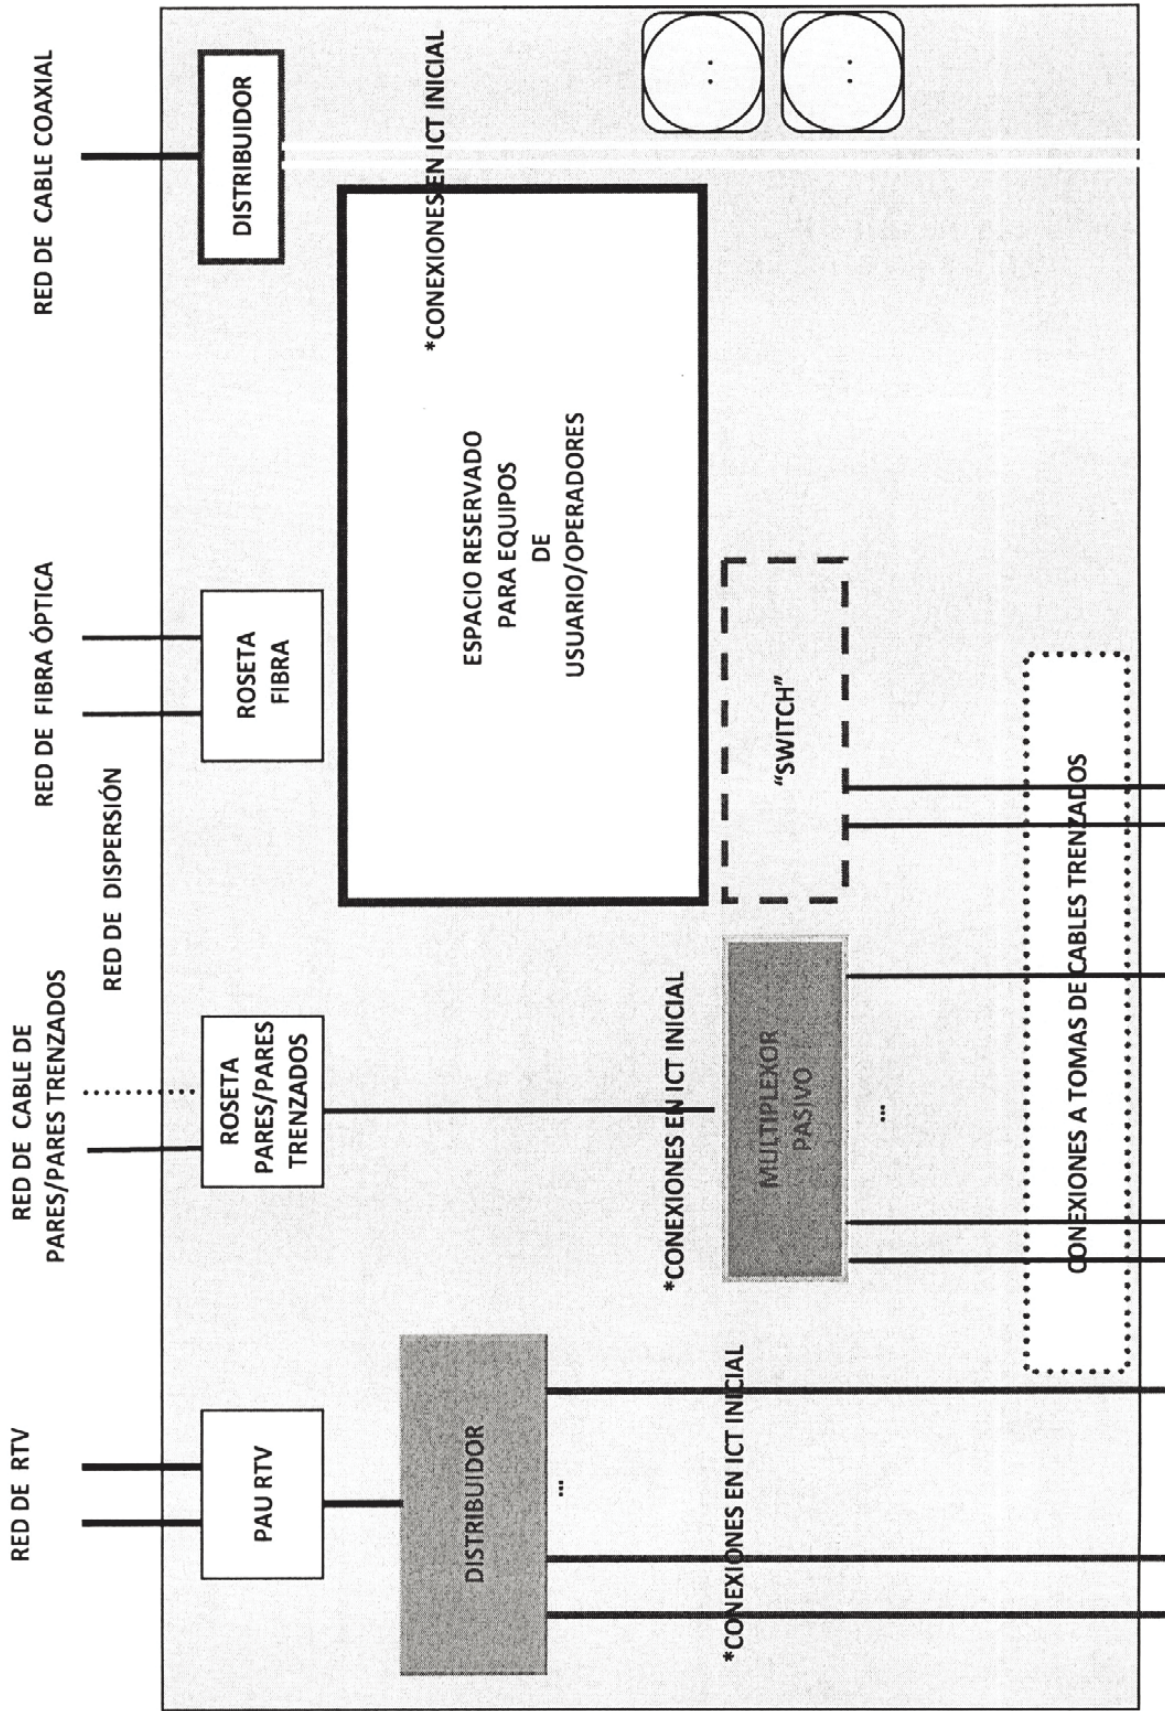 RED DE RTV
RED DE CABLE DE
PARES/PARES TRENZADOS
RED DE DISPERSIÓN
RED DE FIBRA ÓPTICA
RED DE CABLE COAXIAL
PAU RTV
ROSETA
PARES/PARES
TRENZADOS
ROSETA
FIBRA
DISTRIBUIDOR
DISTRIBUIDOR
...
*CONEXIONES EN ICT INICIAL
*CONEXIONES EN ICT INICIAL
MULTIPLEXOR
PASIVO
...
ESPACIO RESERVADO
PARA EQUIPOS
DE
USUARIO/OPERADORES
*CONEXIONES EN ICT INICIAL
"SWITCH"
CONEXIONES A TOMAS DE CABLES TRENZADOS